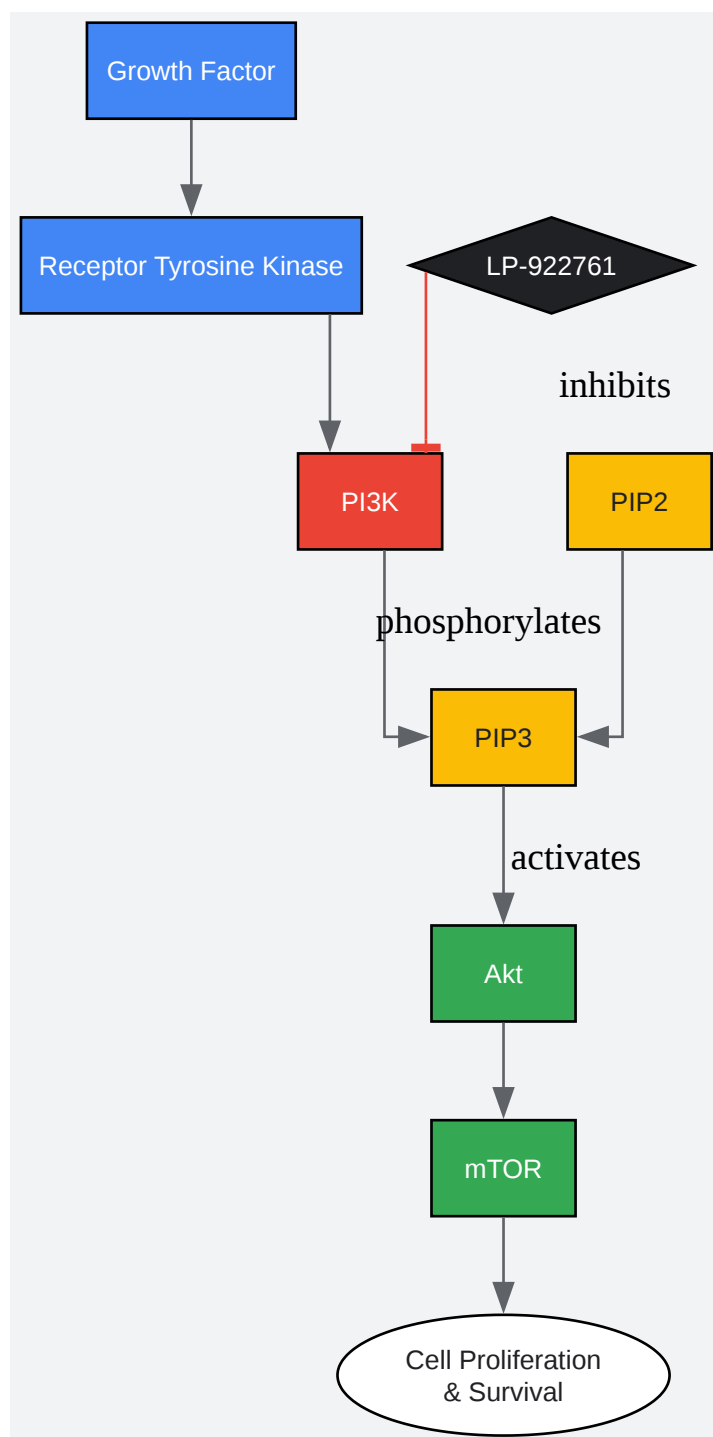 Growth Factor
Receptor Tyrosine Kinase
LP-922761
inhibits
PI3K
PIP2
phosphorylates
PIP3
activates
Akt
mTOR
Cell Proliferation
& Survival